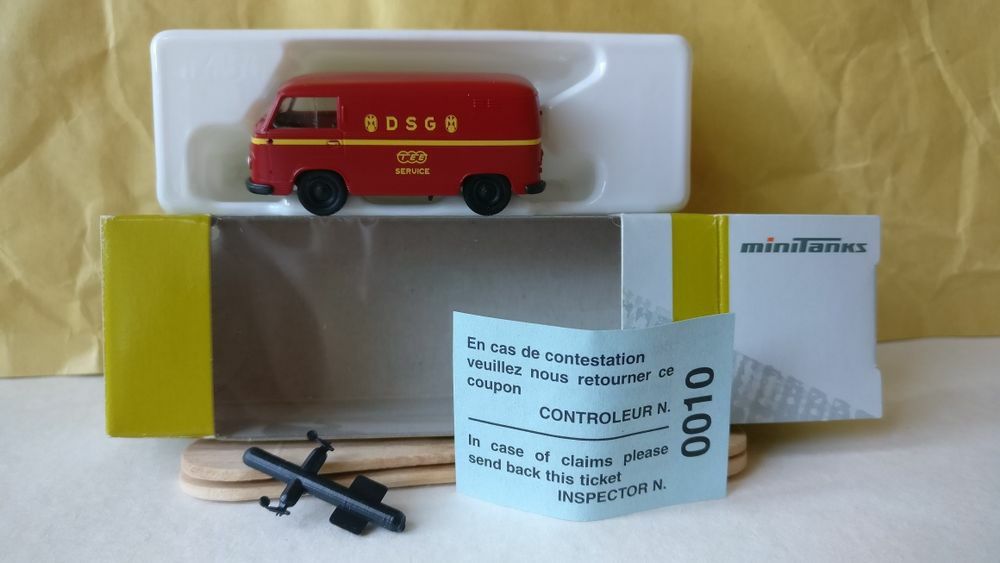 DSG
TEE
SERVICE
miniTanks
En cas de contestation
veuillez nous retourner ce
coupon
CONTROLEUR N.
In case of claims please
send back this ticket
INSPECTOR N.
0010